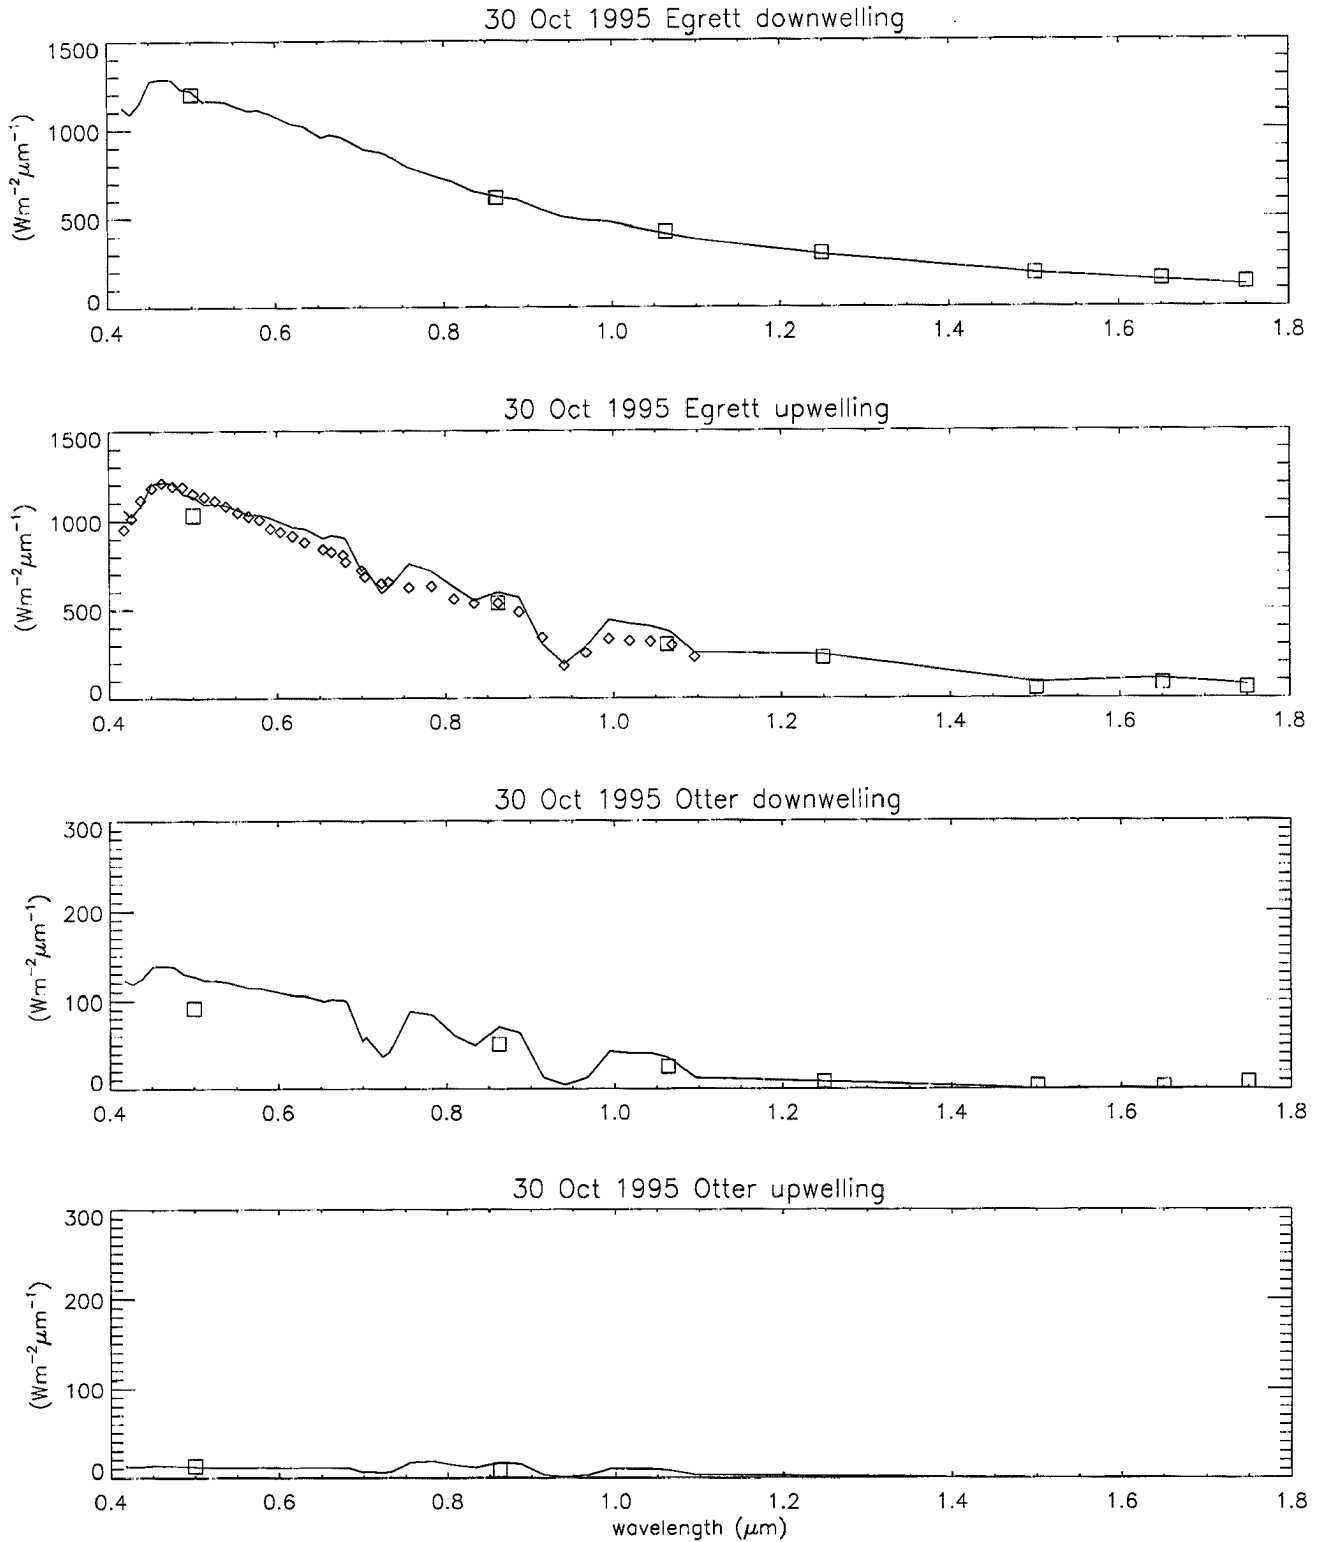 30 Oct 1995 Egrett downwelling
1500
1000
500
0
(Wm⁻²μm⁻¹)
0.4 0.6 0.8 1.0 1.2 1.4 1.6 1.8
30 Oct 1995 Egrett upwelling
1500
1000
500
0
(Wm⁻²μm⁻¹)
0.4 0.6 0.8 1.0 1.2 1.4 1.6 1.8
30 Oct 1995 Otter downwelling
300
200
100
0
(Wm⁻²μm⁻¹)
0.4 0.6 0.8 1.0 1.2 1.4 1.6 1.8
30 Oct 1995 Otter upwelling
300
200
100
0
(Wm⁻²μm⁻¹)
0.4 0.6 0.8 1.0 1.2 1.4 1.6 1.8
wavelength (μm)